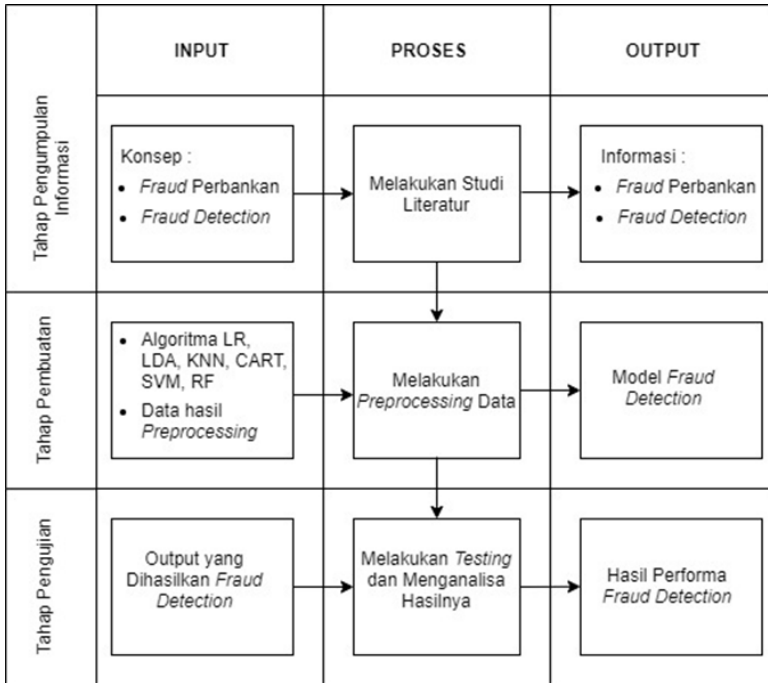 INPUT
PROSES
OUTPUT
Tahap Pengumpulan
Informasi
Konsep :
• Fraud Perbankan
• Fraud Detection
Melakukan Studi
Literatur
Informasi :
• Fraud Perbankan
• Fraud Detection
Tahap Pembuatan
• Algoritma LR,
LDA, KNN, CART,
SVM, RF
• Data hasil
Preprocessing
Melakukan
Preprocessing Data
Model Fraud
Detection
Tahap Pengujian
Output yang
Dihasilkan Fraud
Detection
Melakukan Testing
dan Menganalisa
Hasilnya
Hasil Performa
Fraud Detection